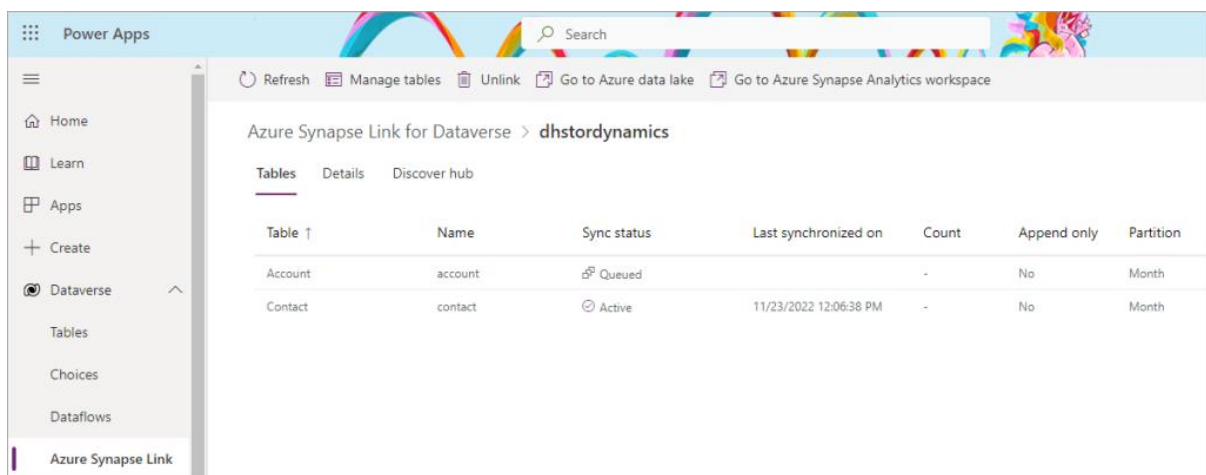 Power Apps
Search
Refresh Manage tables Unlink Go to Azure data lake Go to Azure Synapse Analytics workspace
Home
Learn
Apps
Create
Dataverse
Tables
Choices
Dataflows
Azure Synapse Link
Azure Synapse Link for Dataverse > dhstordynamics
Tables Details Discover hub
Table ↑ Name Sync status Last synchronized on Count Append only Partition
Account account Queued - No Month
Contact contact Active 11/23/2022 12:06:38 PM - No Month